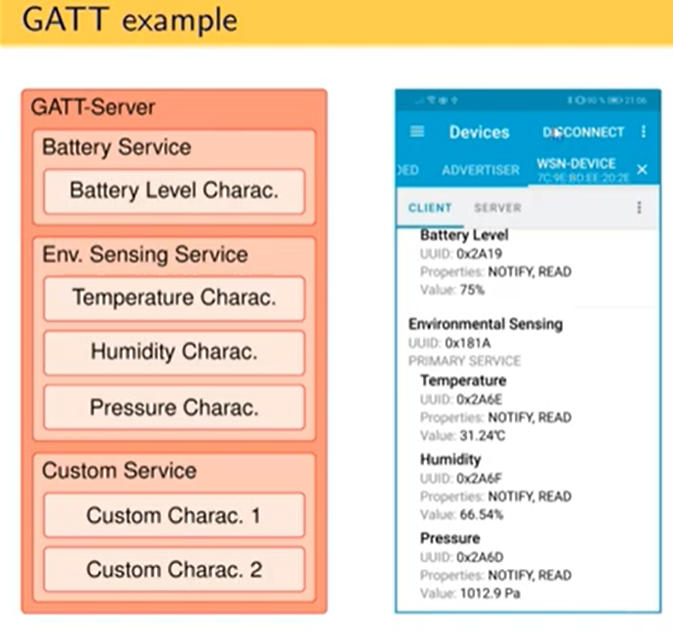 GATT example
GATT-Server
Battery Service
Battery Level Charac.
Env. Sensing Service
Temperature Charac.
Humidity Charac.
Pressure Charac.
Custom Service
Custom Charac. 1
Custom Charac. 2
21:06
Devices
DISCONNECT
DED
ADVERTISER
WSN-DEVICE
7C:9E:BD:EE:20:2E
CLIENT
SERVER
Battery Level
UUID: 0x2A19
Properties: NOTIFY, READ
Value: 75%
Environmental Sensing
UUID: 0x181A
PRIMARY SERVICE
Temperature
UUID: 0x2A6E
Properties: NOTIFY, READ
Value: 31.24°C
Humidity
UUID: 0x2A6F
Properties: NOTIFY, READ
Value: 66.54%
Pressure
UUID: 0x2A6D
Properties: NOTIFY, READ
Value: 1012.9 Pa